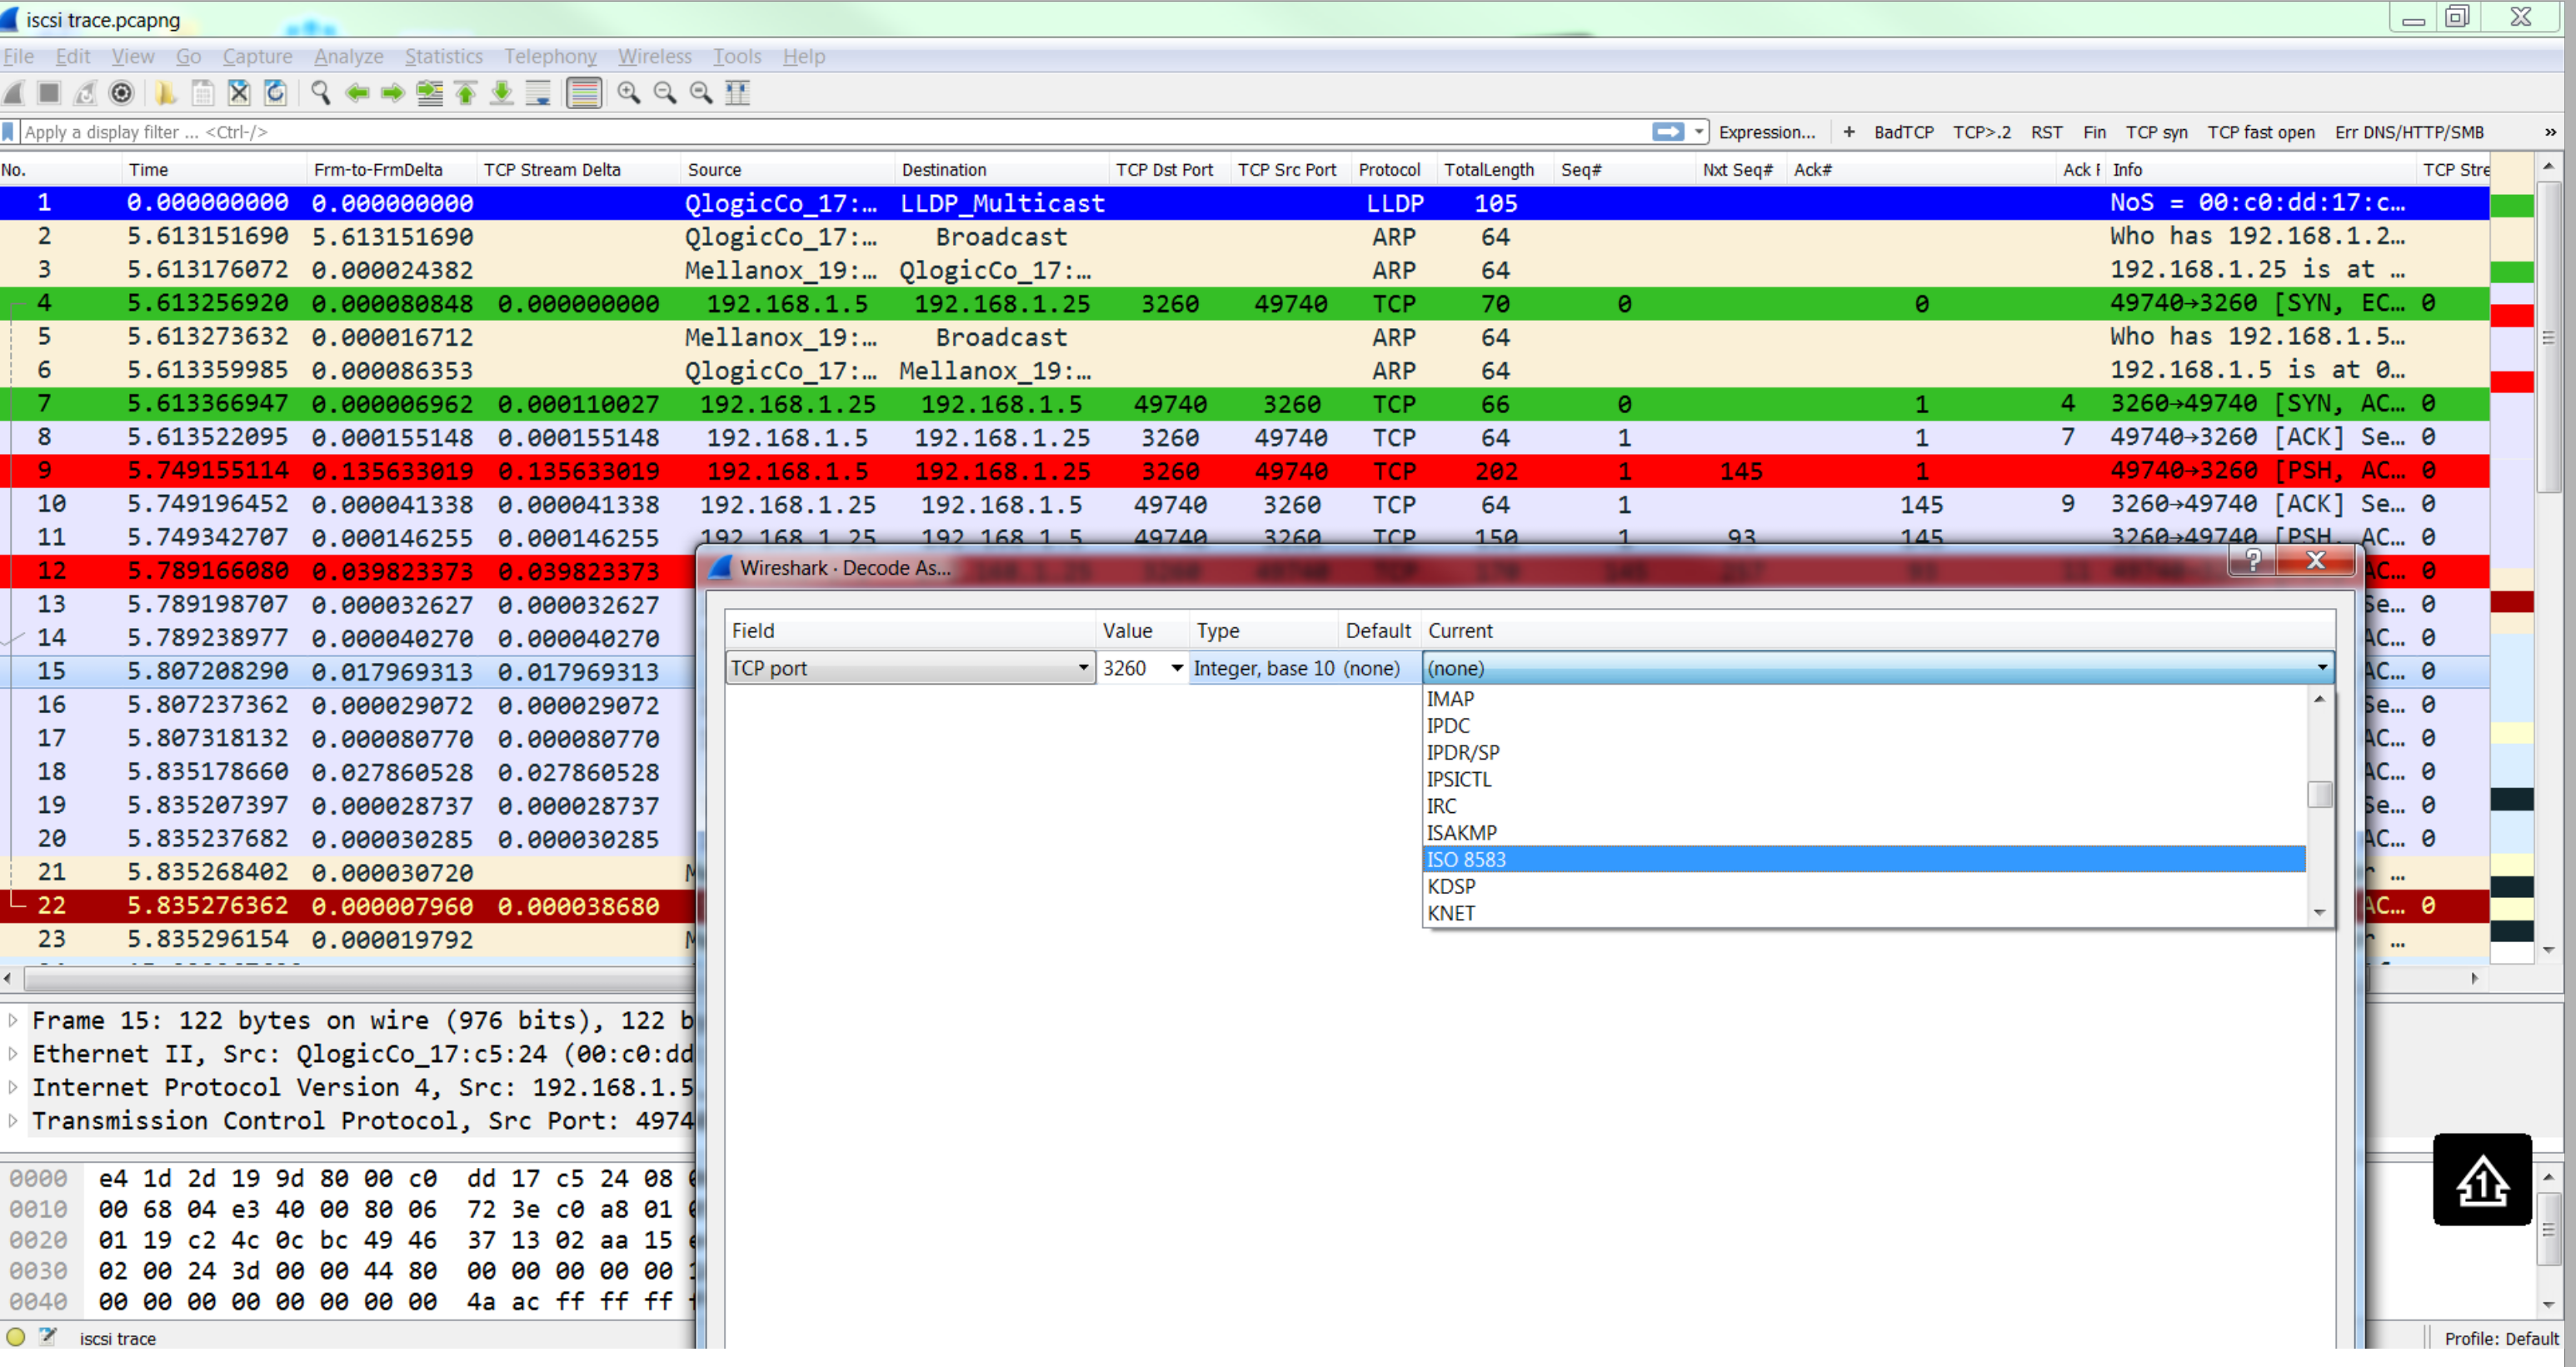 iscsi trace.pcapng
File Edit View Go Capture Analyze Statistics Telephony Wireless Tools Help
Apply a display filter ... <Ctrl-/> Expression... + BadTCP TCP>.2 RST Fin TCP syn TCP fast open Err DNS/HTTP/SMB »
No. Time Frm-to-FrmDelta TCP Stream Delta Source Destination TCP Dst Port TCP Src Port Protocol TotalLength Seq# Nxt Seq# Ack# Ack F Info TCP Stre
1 0.000000000 0.000000000 QlogicCo_17:… LLDP_Multicast LLDP 105 NoS = 00:c0:dd:17:c…
2 5.613151690 5.613151690 QlogicCo_17:… Broadcast ARP 64 Who has 192.168.1.2…
3 5.613176072 0.000024382 Mellanox_19:… QlogicCo_17:… ARP 64 192.168.1.25 is at …
4 5.613256920 0.000080848 0.000000000 192.168.1.5 192.168.1.25 3260 49740 TCP 70 0 0 49740→3260 [SYN, EC… 0
5 5.613273632 0.000016712 Mellanox_19:… Broadcast ARP 64 Who has 192.168.1.5…
6 5.613359985 0.000086353 QlogicCo_17:… Mellanox_19:… ARP 64 192.168.1.5 is at 0…
7 5.613366947 0.000006962 0.000110027 192.168.1.25 192.168.1.5 49740 3260 TCP 66 0 1 4 3260→49740 [SYN, AC… 0
8 5.613522095 0.000155148 0.000155148 192.168.1.5 192.168.1.25 3260 49740 TCP 64 1 1 7 49740→3260 [ACK] Se… 0
9 5.749155114 0.135633019 0.135633019 192.168.1.5 192.168.1.25 3260 49740 TCP 202 1 145 1 49740→3260 [PSH, AC… 0
10 5.749196452 0.000041338 0.000041338 192.168.1.25 192.168.1.5 49740 3260 TCP 64 1 145 9 3260→49740 [ACK] Se… 0
11 5.749342707 0.000146255 0.000146255 192.168.1.25 192.168.1.5 49740 3260 TCP 150 1 93 145 3260→49740 [PSH, AC… 0
12 5.789166080 0.039823373 0.039823373 AC… 0
13 5.789198707 0.000032627 0.000032627 Se… 0
14 5.789238977 0.000040270 0.000040270 AC… 0
15 5.807208290 0.017969313 0.017969313 AC… 0
16 5.807237362 0.000029072 0.000029072 Se… 0
17 5.807318132 0.000080770 0.000080770 AC… 0
18 5.835178660 0.027860528 0.027860528 AC… 0
19 5.835207397 0.000028737 0.000028737 Se… 0
20 5.835237682 0.000030285 0.000030285 AC… 0
21 5.835268402 0.000030720 M r …
22 5.835276362 0.000007960 0.000038680 AC… 0
23 5.835296154 0.000019792 M r …
Wireshark · Decode As...
Field Value Type Default Current
TCP port 3260 Integer, base 10 (none) (none)
IMAP
IPDC
IPDR/SP
IPSICTL
IRC
ISAKMP
ISO 8583
KDSP
KNET
Frame 15: 122 bytes on wire (976 bits), 122 b
Ethernet II, Src: QlogicCo_17:c5:24 (00:c0:dd
Internet Protocol Version 4, Src: 192.168.1.5
Transmission Control Protocol, Src Port: 4974
0000 e4 1d 2d 19 9d 80 00 c0 dd 17 c5 24 08 0
0010 00 68 04 e3 40 00 80 06 72 3e c0 a8 01 0
0020 01 19 c2 4c 0c bc 49 46 37 13 02 aa 15 e
0030 02 00 24 3d 00 00 44 80 00 00 00 00 00 1
0040 00 00 00 00 00 00 00 00 4a ac ff ff ff f
1
iscsi trace Profile: Default